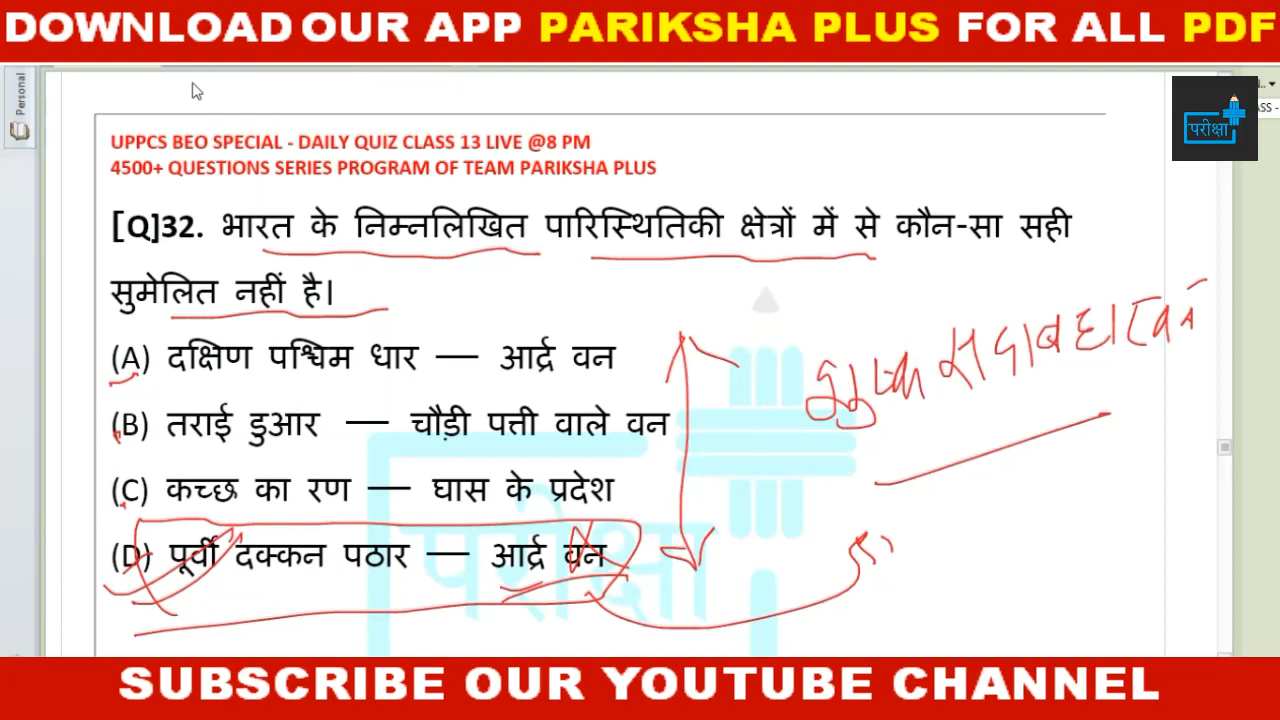 DOWNLOAD OUR APP PARIKSHA PLUS FOR ALL PDF
Personal
परीक्षा
UPPCS BEO SPECIAL - DAILY QUIZ CLASS 13 LIVE @8 PM
4500+ QUESTIONS SERIES PROGRAM OF TEAM PARIKSHA PLUS
[Q]32. भारत के निम्नलिखित पारिस्थितिकी क्षेत्रों में से कौन-सा सही
सुमेलित नहीं है।
(A) दक्षिण पश्चिम धार — आर्द्र वन
(B) तराई डुआर — चौड़ी पत्ती वाले वन
(C) कच्छ का रण — घास के प्रदेश
(D) पूर्वी दक्कन पठार — आर्द्र वन
परीक्षा
SUBSCRIBE OUR YOUTUBE CHANNEL